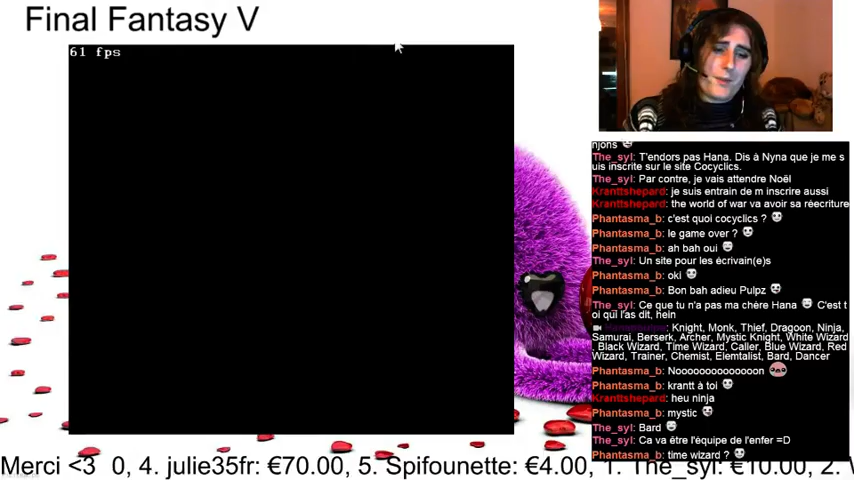 Final Fantasy V
61 fps
njons
The_syl: T'endors pas Hana. Dis à Nyna que je me s
uis inscrite sur le site Cocyclics.
The_syl: Par contre, je vais attendre Noël
Kranttshepard: je suis entrain de m inscrire aussi
Kranttshepard: the world of war va avoir sa réecriture
Phantasma_b: c'est quoi cocyclics ?
Phantasma_b: le game over ?
Phantasma_b: ah bah oui
The_syl: Un site pour les écrivain(e)s
Phantasma_b: oki
Phantasma_b: Bon bah adieu Pulpz
The_syl: Ce que tu n'a pas ma chère Hana C'est t
oi qui l'as dit, hein
: Knight, Monk, Thief, Dragoon, Ninja,
Samurai, Berserk, Archer, Mystic Knight, White Wizard
, Black Wizard, Time Wizard, Caller, Blue Wizard, Red
Wizard, Trainer, Chemist, Elemtalist, Bard, Dancer
Phantasma_b: Nooooooooooooon
Phantasma_b: krantt à toi
Kranttshepard: heu ninja
Phantasma_b: mystic
The_syl: Bard
The_syl: Ca va être l'équipe de l'enfer =D
Phantasma_b: time wizard ?
Merci <3 0, 4. julie35fr: €70.00, 5. Spifounette: €4.00, 1. The_syl: €10.00, 2.